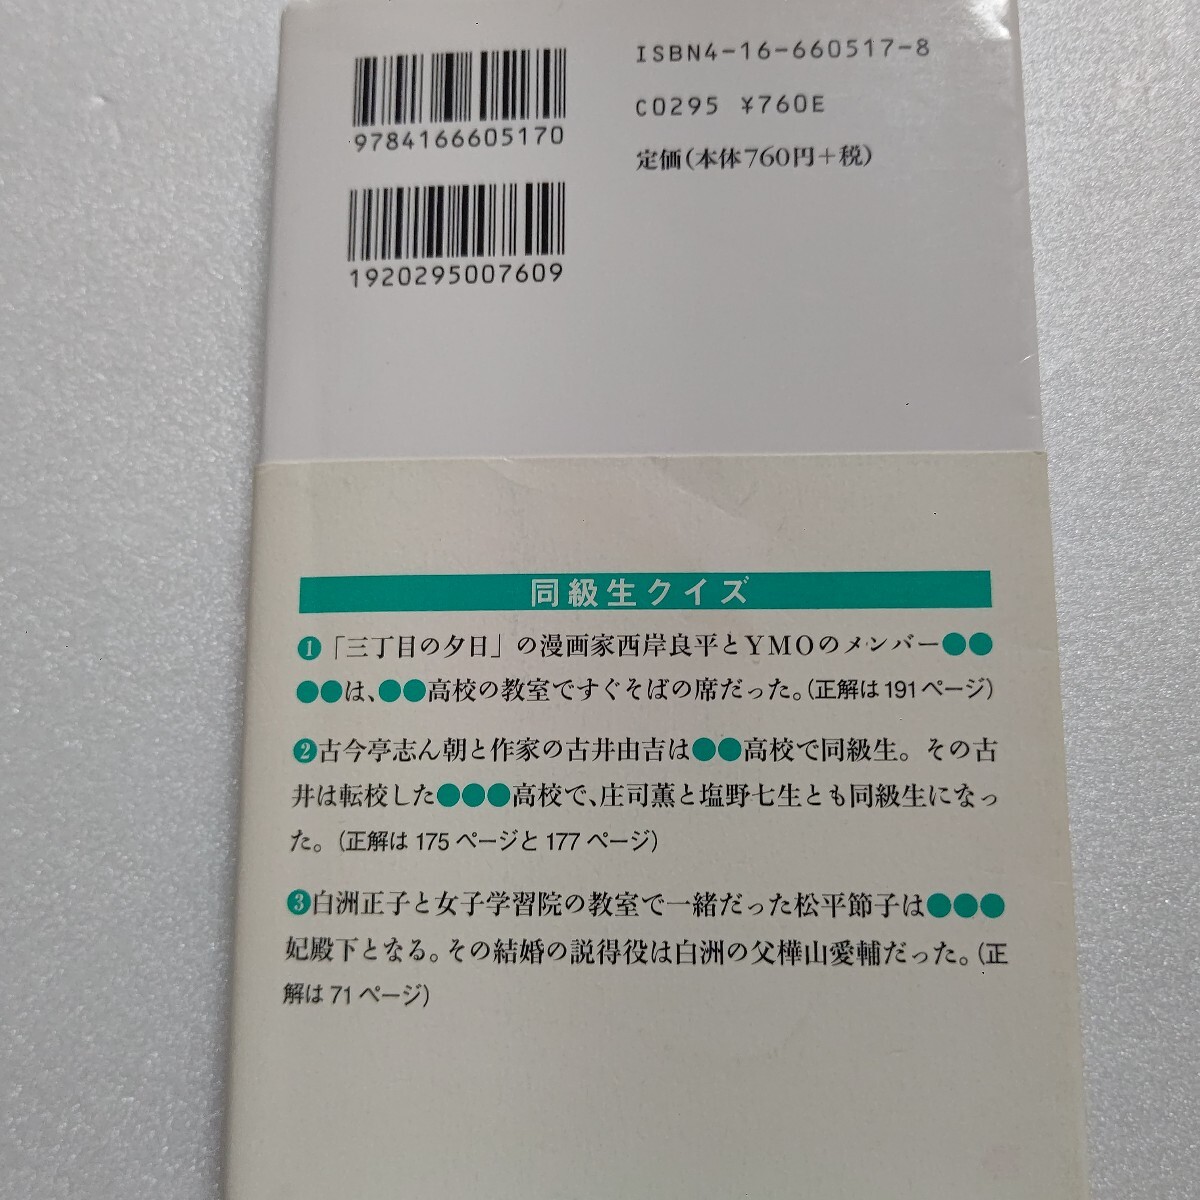 ISBN4-16-660517-8
9784166605170
C0295 ¥760E
定価(本体760円+税)
1920295007609
同級生クイズ
❶「三丁目の夕日」の漫画家西岸良平とYMOのメンバー●●
●●は、●●高校の教室ですぐそばの席だった。(正解は191ページ)
❷古今亭志ん朝と作家の古井由吉は●●高校で同級生。その古
井は転校した●●●高校で、庄司薫と塩野七生とも同級生になっ
た。(正解は175ページと177ページ)
❸白洲正子と女子学習院の教室で一緒だった松平節子は●●●
妃殿下となる。その結婚の説得役は白洲の父樺山愛輔だった。(正
解は71ページ)